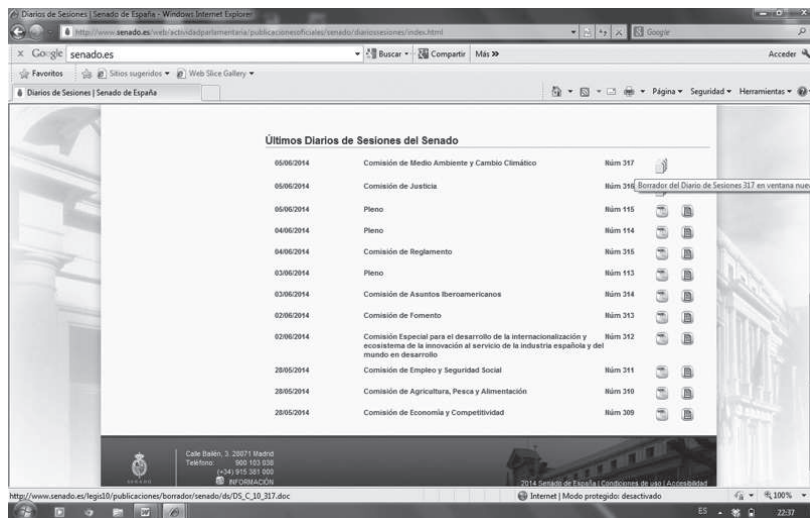 Diarios de Sesiones | Senado de España - Windows Internet Explorer
http://www.senado.es/web/actividadparlamentaria/publicacionesoficiales/senado/diariossesiones/index.html
Google
Google senado.es Buscar Compartir Más »
Acceder
Favoritos Sitios sugeridos Web Slice Gallery
Diarios de Sesiones | Senado de España
Página Seguridad Herramientas
Últimos Diarios de Sesiones del Senado
05/06/2014 Comisión de Medio Ambiente y Cambio Climático Núm 317
Borrador del Diario de Sesiones 317 en ventana nue
05/06/2014 Comisión de Justicia Núm 316
05/06/2014 Pleno Núm 115
04/06/2014 Pleno Núm 114
04/06/2014 Comisión de Reglamento Núm 315
03/06/2014 Pleno Núm 113
03/06/2014 Comisión de Asuntos Iberoamericanos Núm 314
02/06/2014 Comisión de Fomento Núm 313
02/06/2014 Comisión Especial para el desarrollo de la internacionalización y Núm 312
ecosistema de la innovación al servicio de la industria española y del
mundo en desarrollo
28/05/2014 Comisión de Empleo y Seguridad Social Núm 311
28/05/2014 Comisión de Agricultura, Pesca y Alimentación Núm 310
28/05/2014 Comisión de Economía y Competitividad Núm 309
SENADO
Calle Bailén, 3. 28071 Madrid
Teléfono: 900 103 030
(+34) 915 381 000
INFORMACIÓN
2014 Senado de España | Condiciones de uso | Accesibilidad
http://www.senado.es/legis10/publicaciones/borrador/senado/ds/DS_C_10_317.doc
Internet | Modo protegido: desactivado
100%
ES
22:37